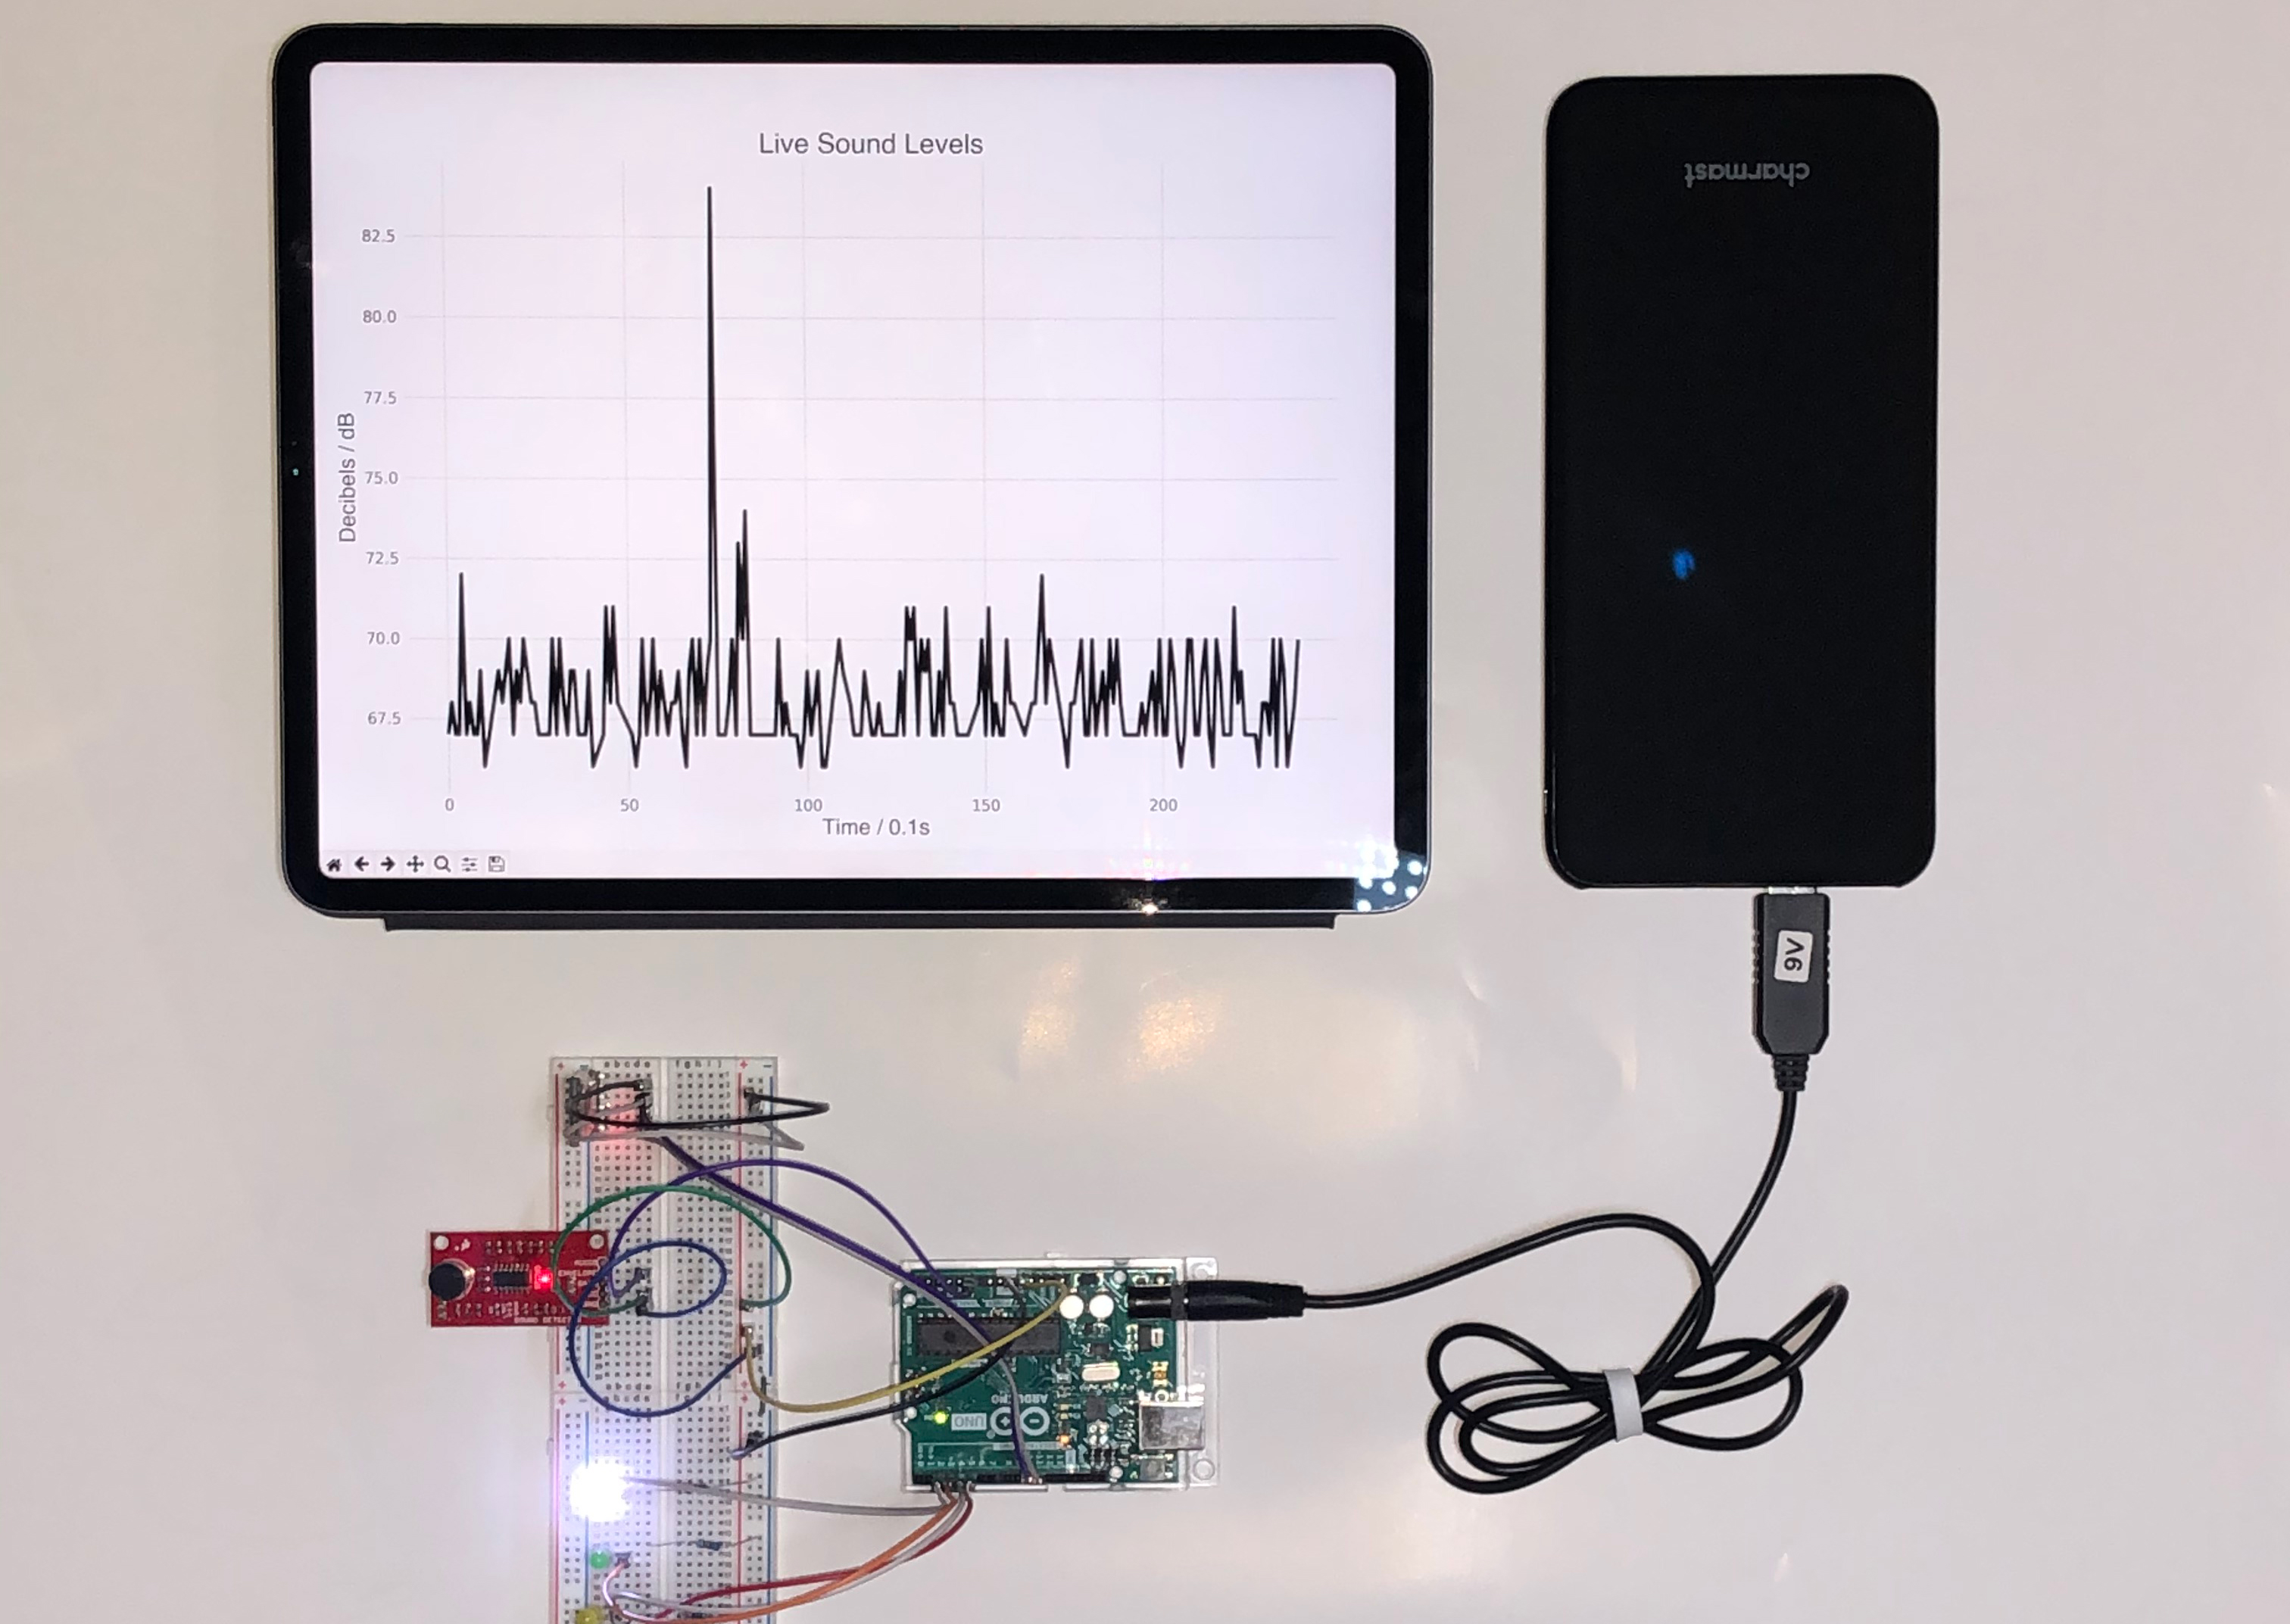 Live Sound Levels
82.5
80.0
77.5
75.0
72.5
70.0
67.5
Decibels / dB
0 50 100 150 200
Time / 0.1s
charmast
9V
UNO
ARDUINO